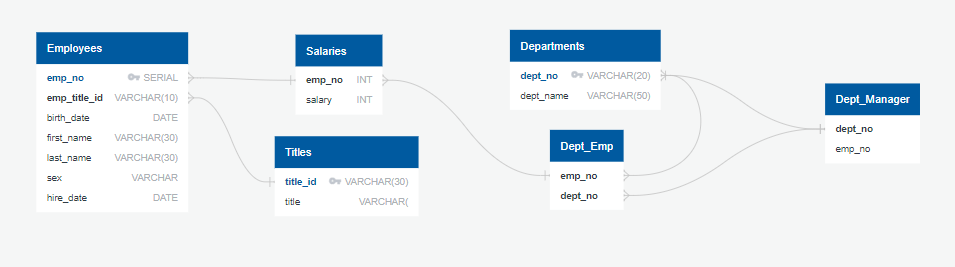 Employees
emp_no SERIAL
emp_title_id VARCHAR(10)
birth_date DATE
first_name VARCHAR(30)
last_name VARCHAR(30)
sex VARCHAR
hire_date DATE
Salaries
emp_no INT
salary INT
Titles
title_id VARCHAR(30)
title VARCHAR(
Departments
dept_no VARCHAR(20)
dept_name VARCHAR(50)
Dept_Emp
emp_no
dept_no
Dept_Manager
dept_no
emp_no